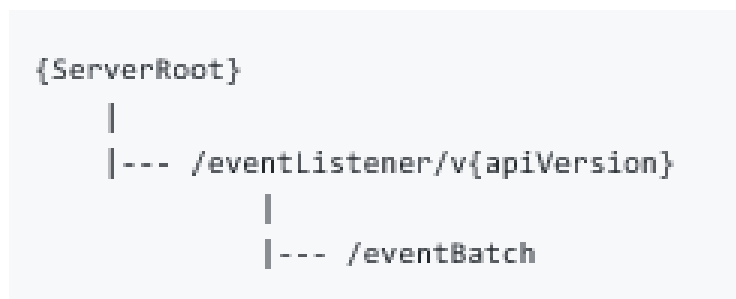 {ServerRoot}
|
|--- /eventListener/v{apiVersion}
|
|--- /eventBatch